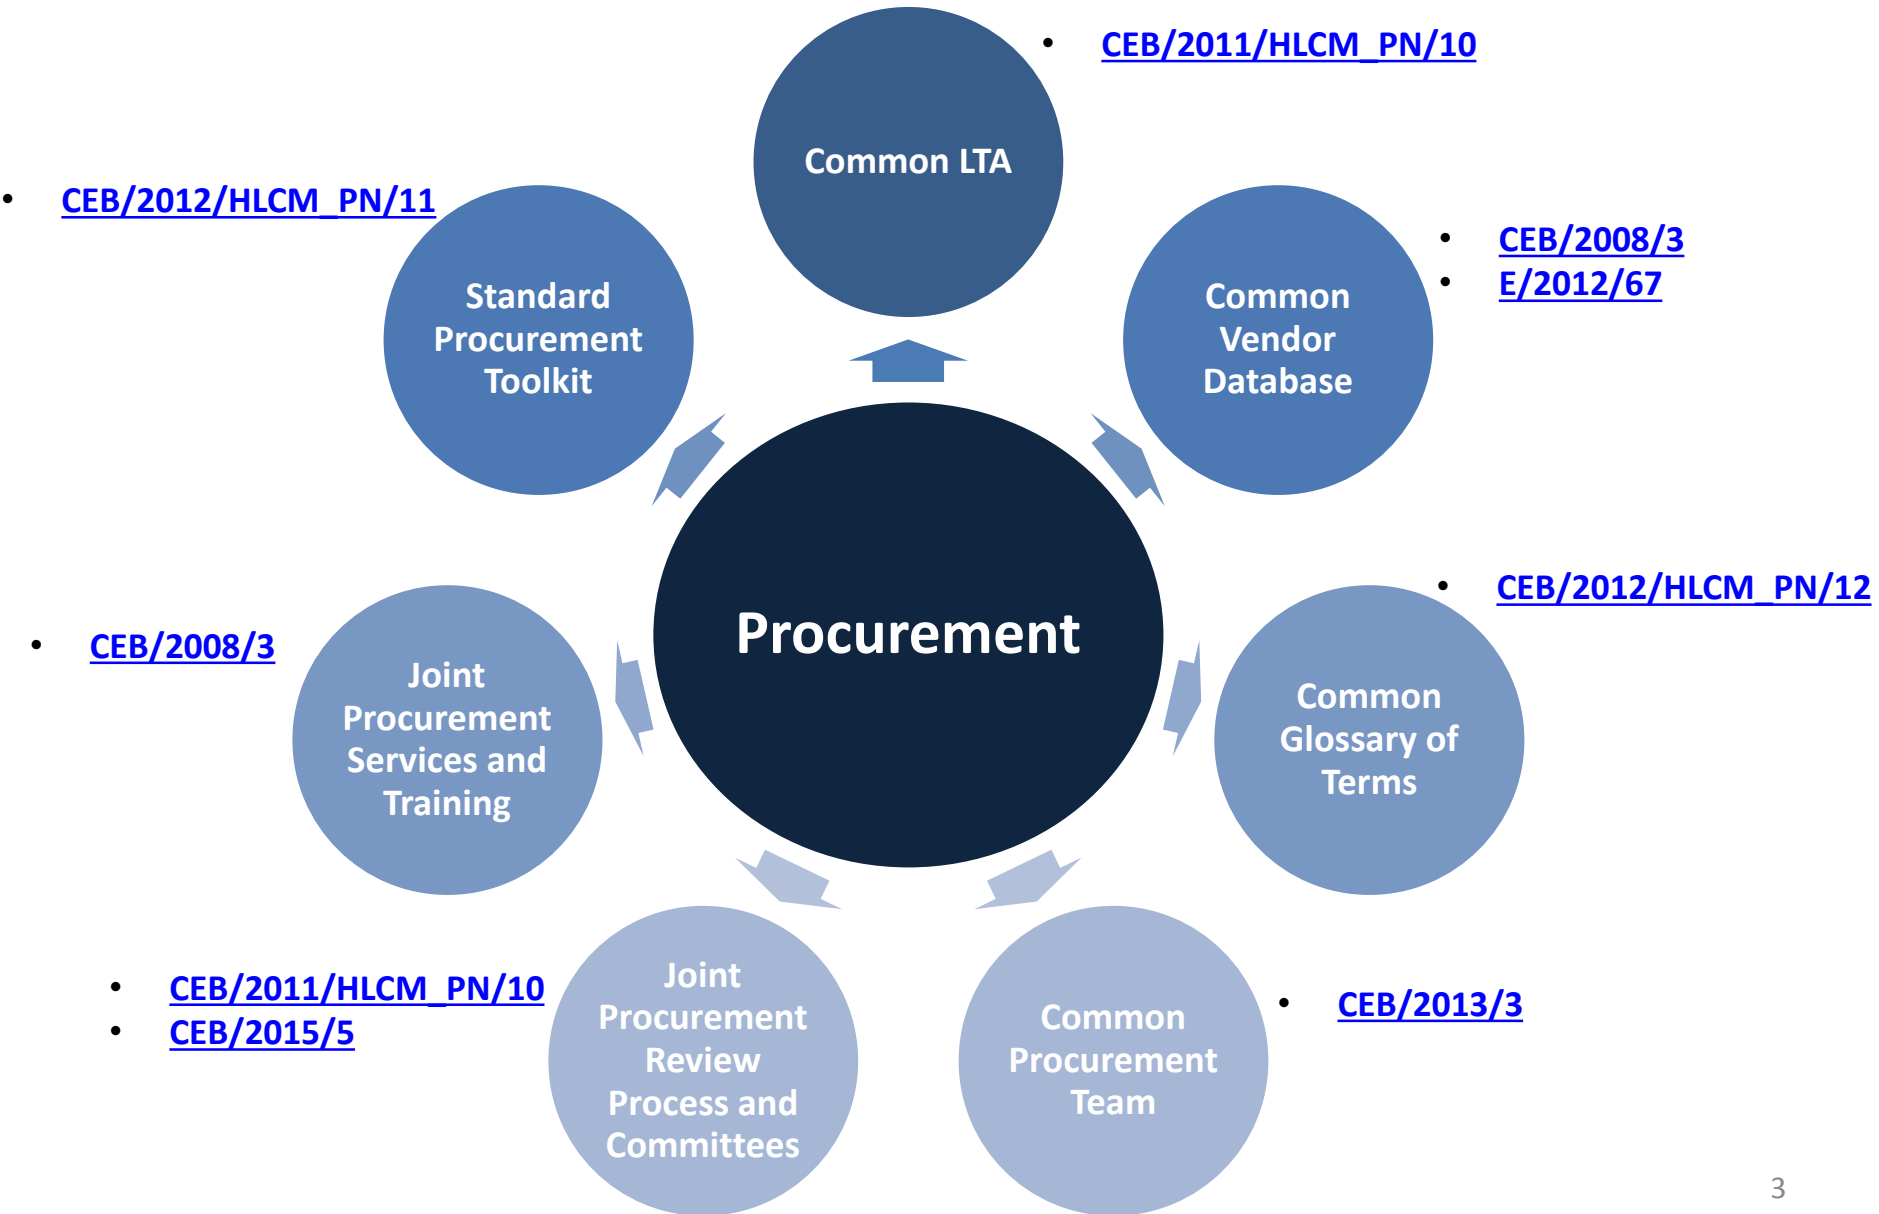 • CEB/2011/HLCM_PN/10
Common LTA
• CEB/2012/HLCM_PN/11
Standard
Procurement
Toolkit
• CEB/2008/3
• E/2012/67
Common
Vendor
Database
Procurement
• CEB/2012/HLCM_PN/12
Common
Glossary of
Terms
• CEB/2008/3
Joint
Procurement
Services and
Training
• CEB/2011/HLCM_PN/10
• CEB/2015/5
Joint
Procurement
Review
Process and
Committees
Common
Procurement
Team
• CEB/2013/3
3